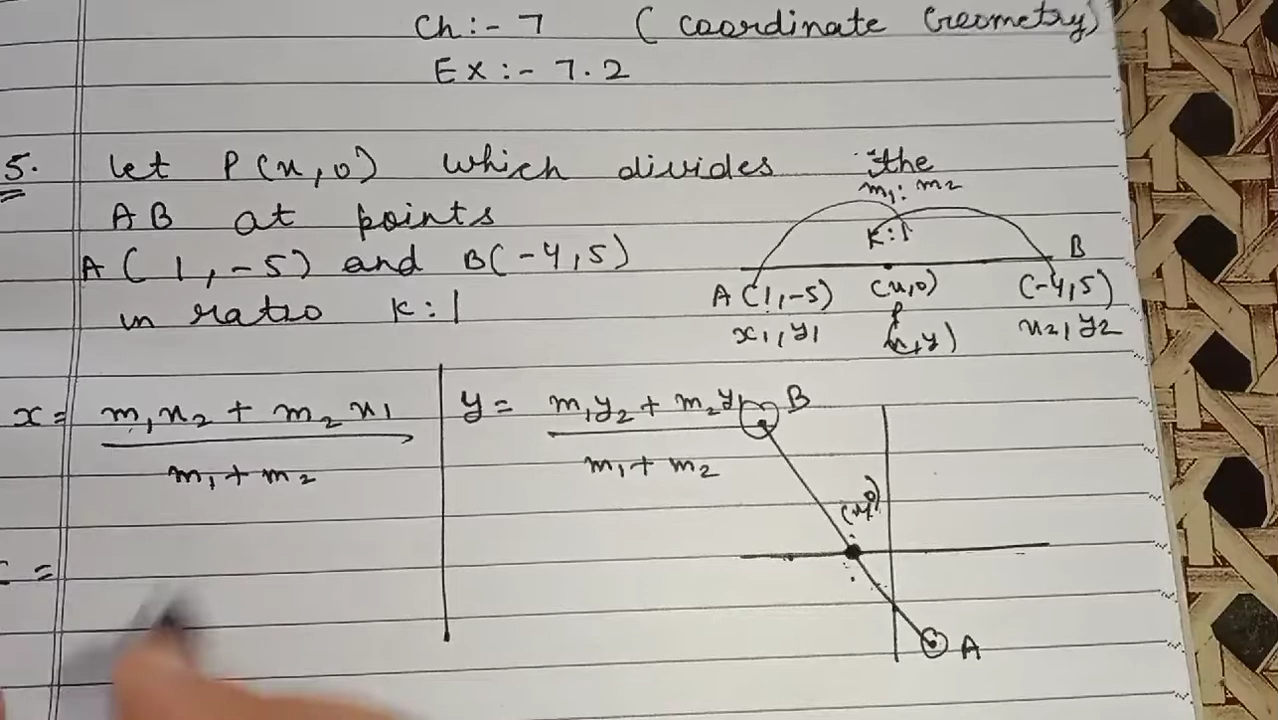 Ch:- 7 ( Coordinate Geometry)
Ex:- 7.2
5. let P(x,0) which divides the
AB at points
A( 1,-5) and B(-4,5)
in ratio K:1
m₁:m₂
K:1
B
A(1,-5) (x,0) (-4,5)
x₁,y₁ (x,y) x₂,y₂
x = m₁x₂ + m₂x₁
m₁ + m₂
y = m₁y₂ + m₂y₁
m₁ + m₂
B
(x,0)
A
=